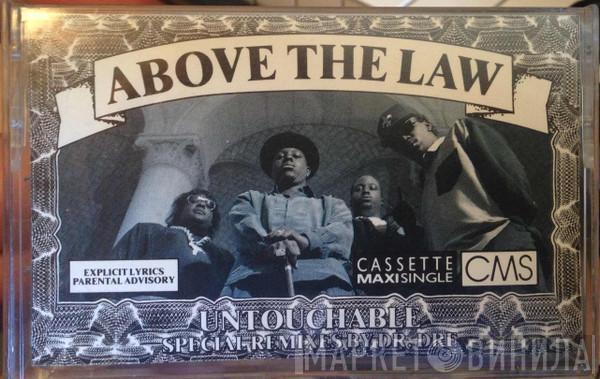 ABOVE THE LAW
EXPLICIT LYRICS
PARENTAL ADVISORY
CASSETTE
MAXISINGLE
CMS
UNTOUCHABLE
SPECIAL REMIXES BY DR. DRE
МАРКЕТ ВИНИЛА